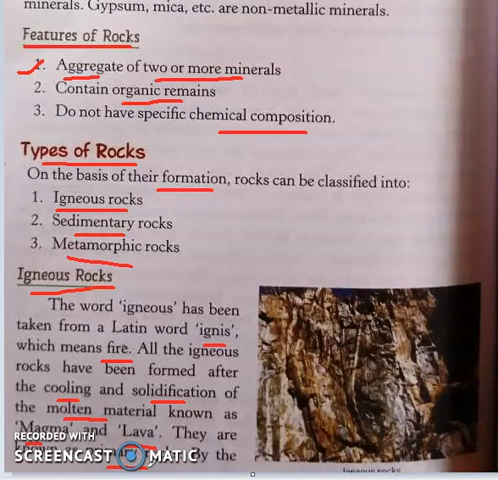 minerals. Gypsum, mica, etc. are non-metallic minerals.
Features of Rocks
1. Aggregate of two or more minerals
2. Contain organic remains
3. Do not have specific chemical composition.
Types of Rocks
On the basis of their formation, rocks can be classified into:
1. Igneous rocks
2. Sedimentary rocks
3. Metamorphic rocks
Igneous Rocks
The word 'igneous' has been
taken from a Latin word 'ignis',
which means fire. All the igneous
rocks have been formed after
the cooling and solidification of
the molten material known as
'Magma' and 'Lava'. They are
By the
Igneous rocks
RECORDED WITH
SCREENCAST MATIC